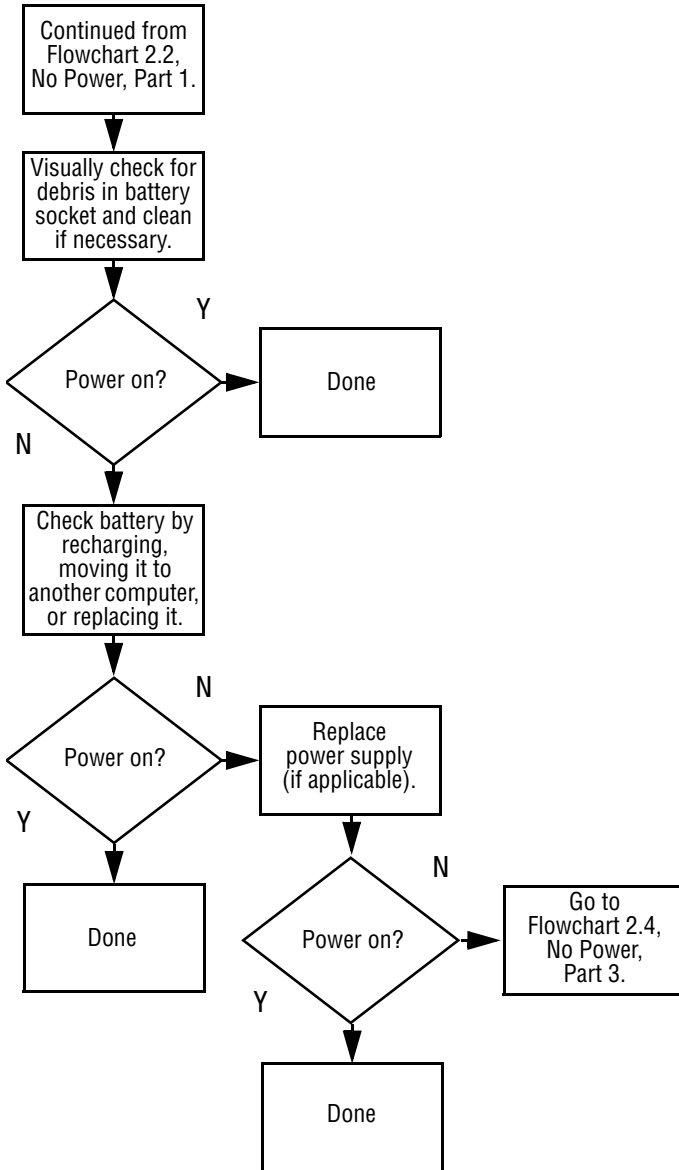 Continued from
Flowchart 2.2,
No Power, Part 1.
Visually check for
debris in battery
socket and clean
if necessary.
Y
Power on?
Done
N
Check battery by
recharging,
moving it to
another computer,
or replacing it.
N
Power on?
Replace
power supply
(if applicable).
Y
Done
N
Power on?
Go to
Flowchart 2.4,
No Power,
Part 3.
Y
Done